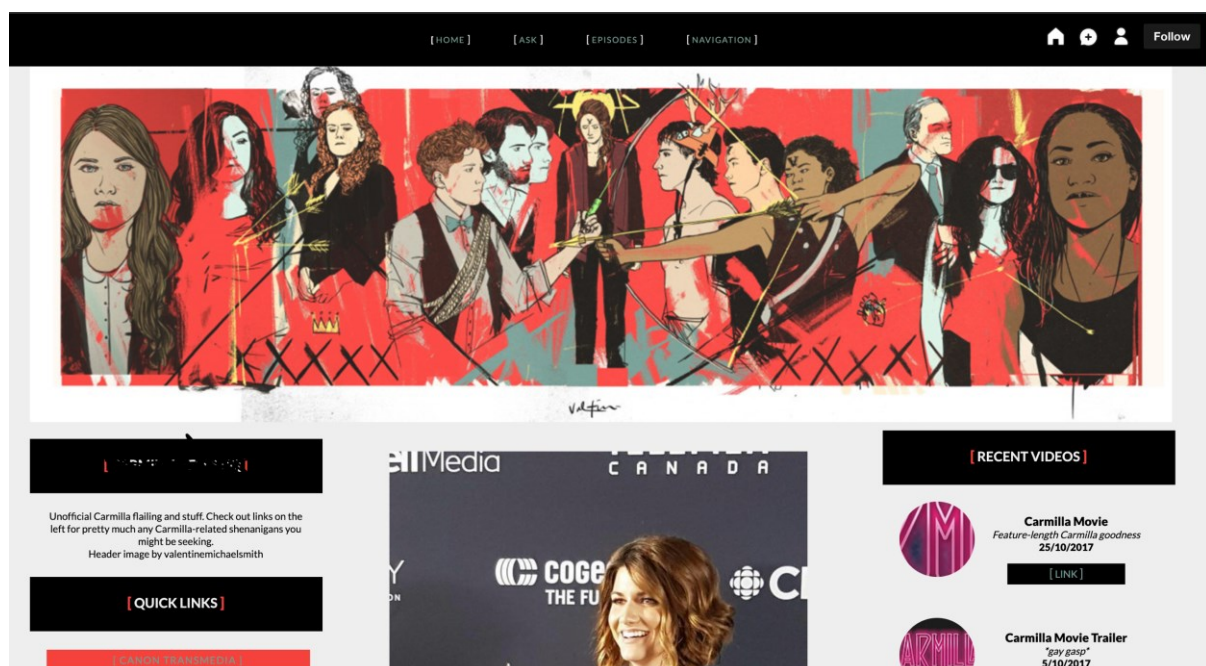 [ HOME ]
[ ASK ]
[ EPISODES ]
[ NAVIGATION ]
Follow
Unofficial Carmilla flailing and stuff. Check out links on the
left for pretty much any Carmilla-related shenanigans you
might be seeking.
Header image by valentinemichaelsmith
[ QUICK LINKS ]
[ CANON TRANSMEDIA ]
Media
CANADA
COGE
THE FU
[ RECENT VIDEOS ]
Carmilla Movie
Feature-length Carmilla goodness
25/10/2017
[ LINK ]
Carmilla Movie Trailer
*gay gasp*
5/10/2017